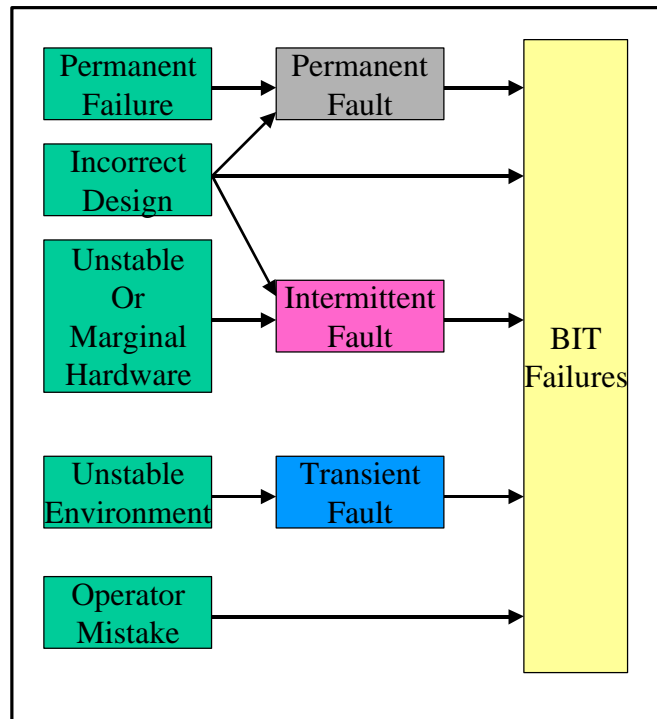 Permanent
Failure
Permanent
Fault
Incorrect
Design
Unstable
Or
Marginal
Hardware
Intermittent
Fault
BIT
Failures
Unstable
Environment
Transient
Fault
Operator
Mistake